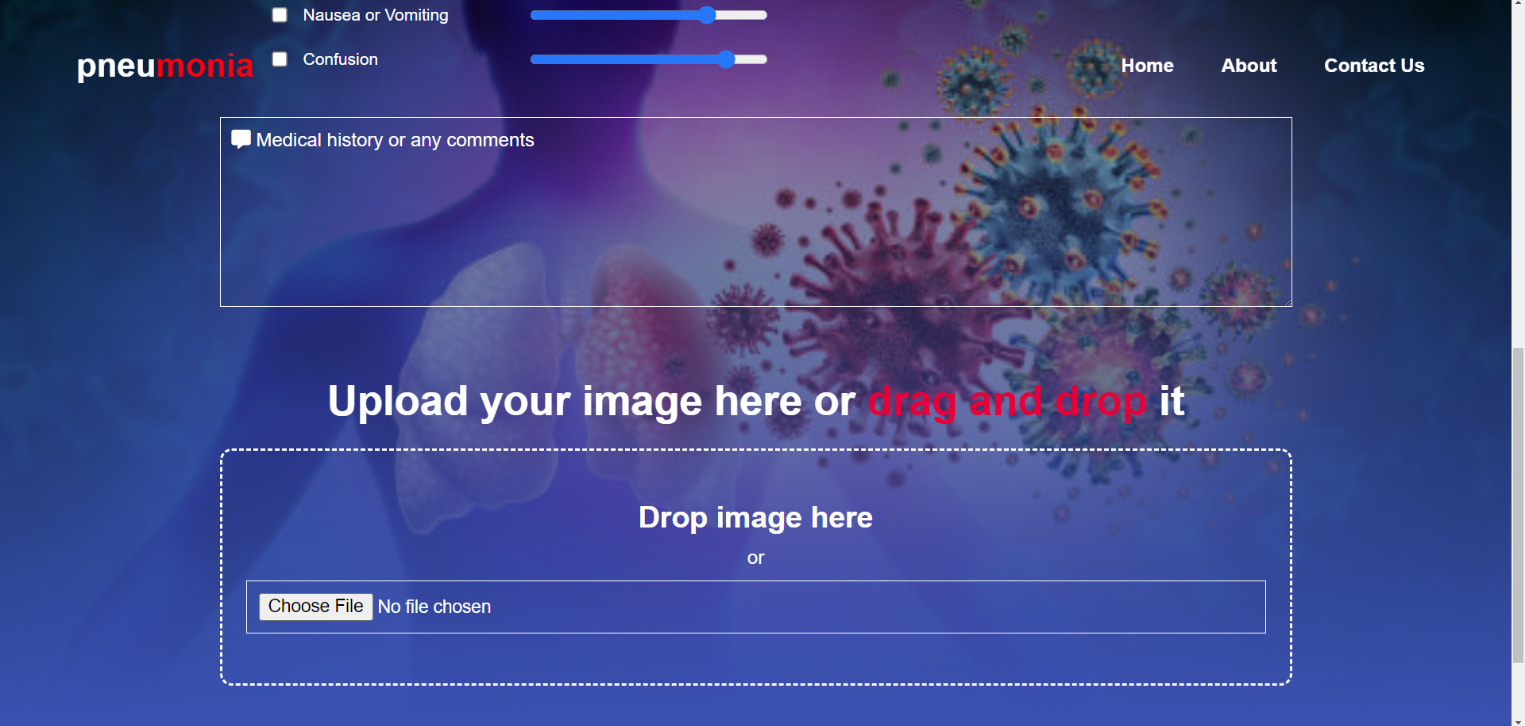 Nausea or Vomiting
pneumonia
Confusion
Home
About
Contact Us
Medical history or any comments
Upload your image here or drag and drop it
Drop image here
or
Choose File No file chosen